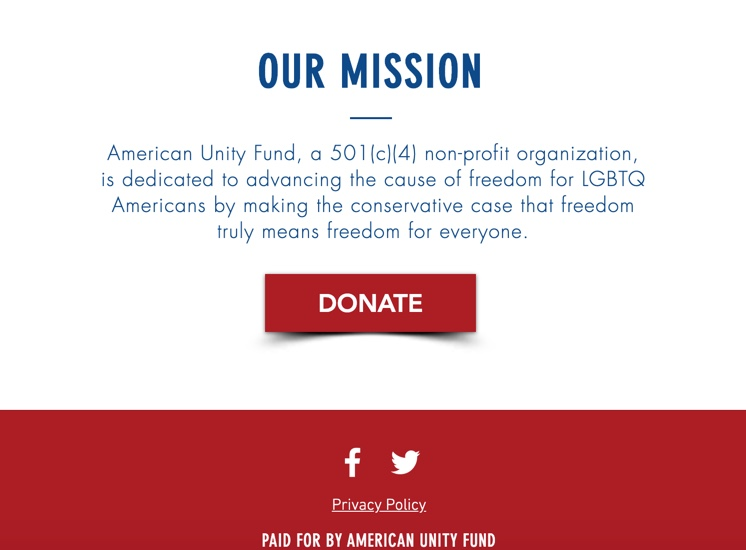 OUR MISSION
American Unity Fund, a 501(c)(4) non-profit organization,
is dedicated to advancing the cause of freedom for LGBTQ
Americans by making the conservative case that freedom
truly means freedom for everyone.
DONATE
Privacy Policy
PAID FOR BY AMERICAN UNITY FUND